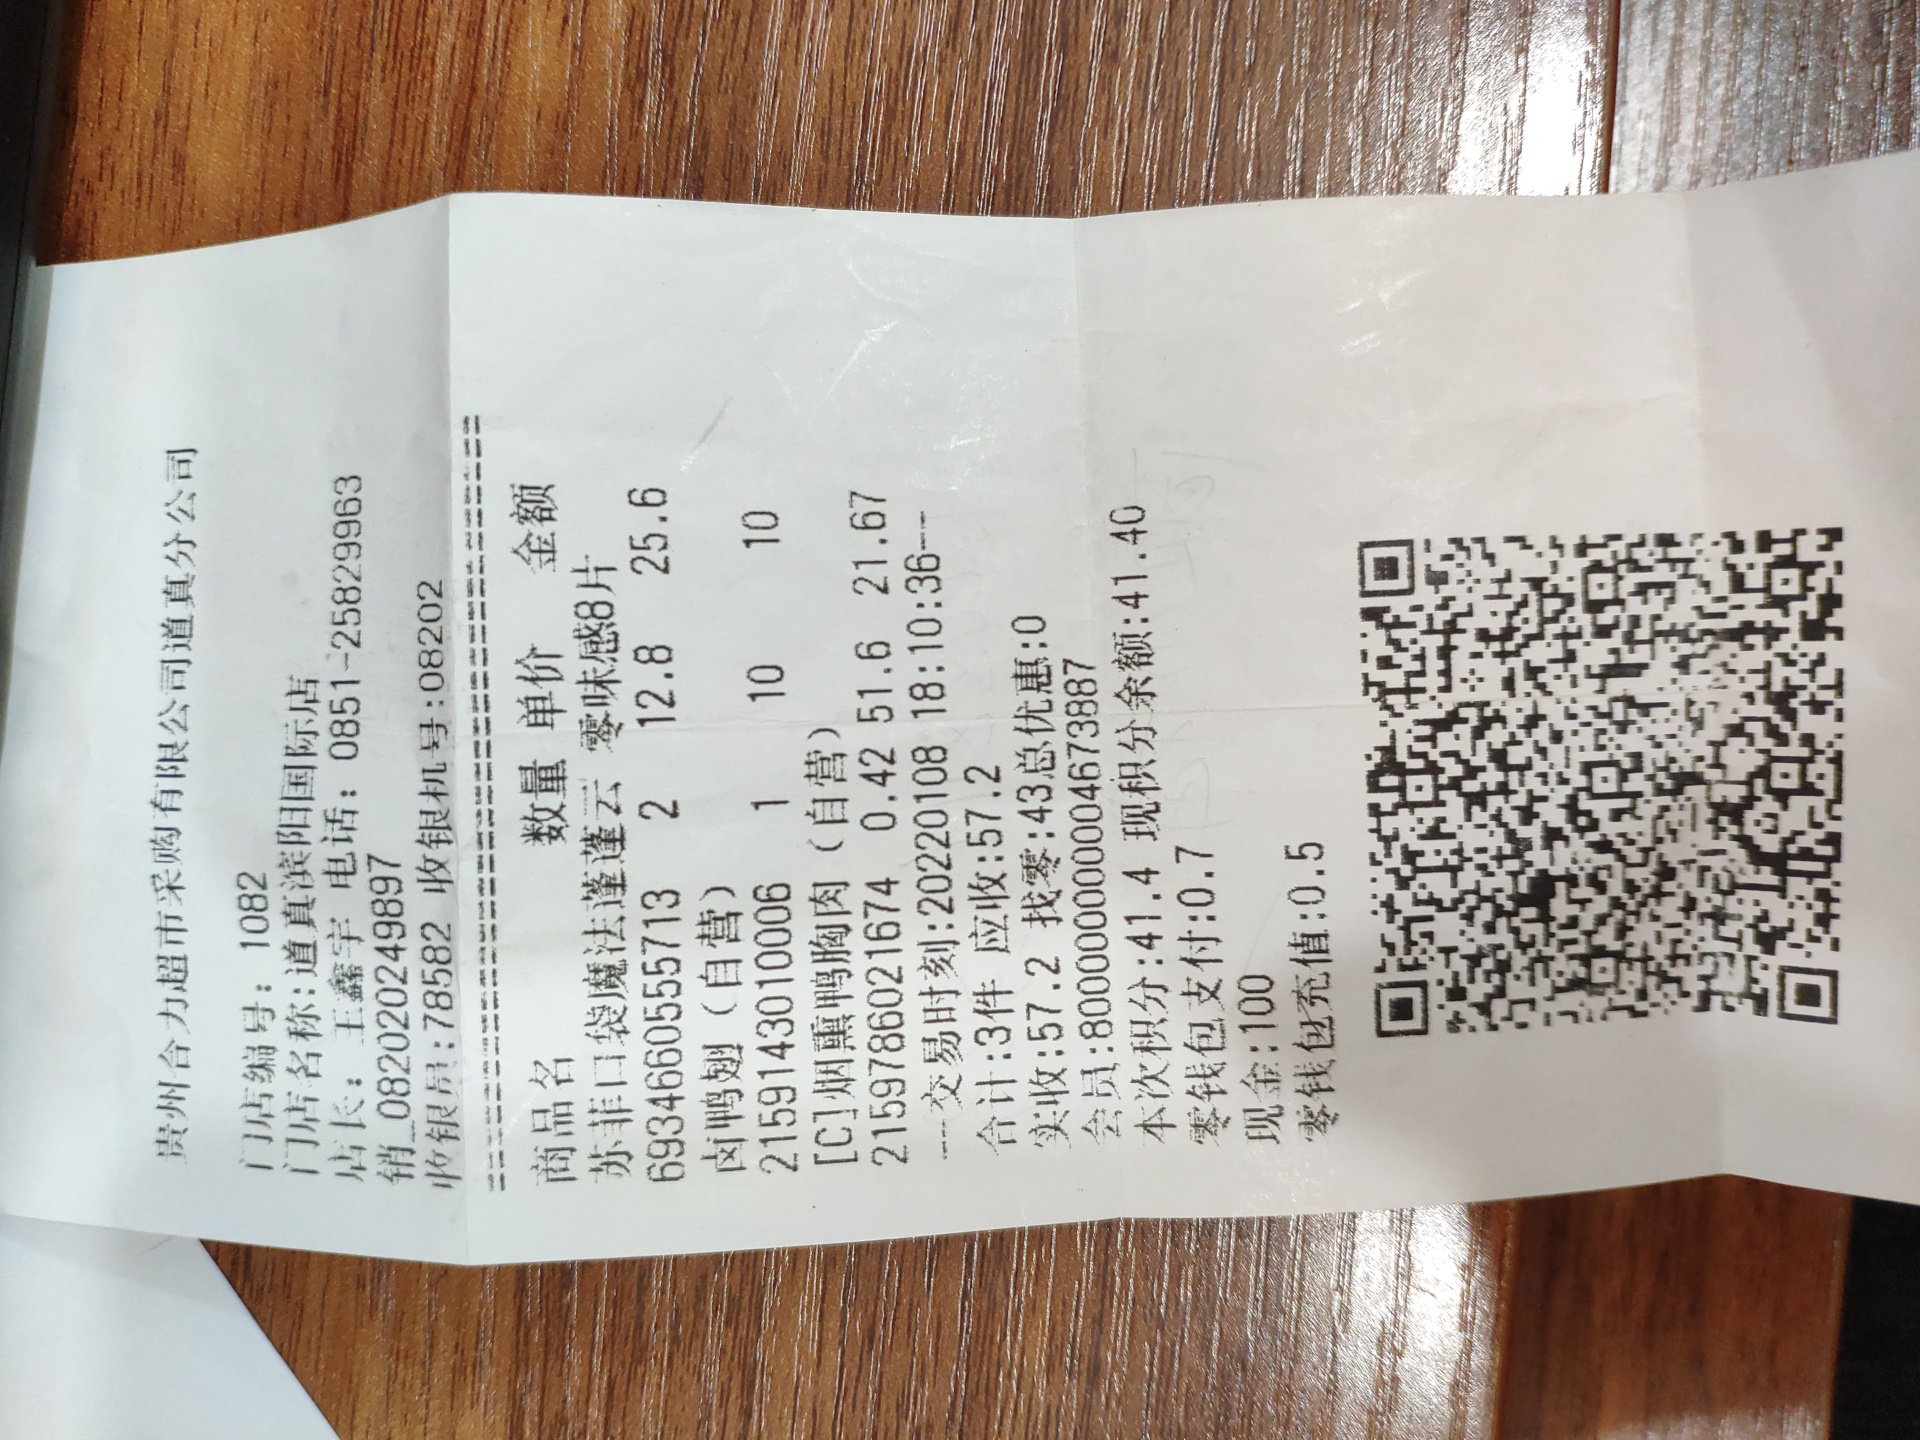 贵州合力超市采购有限公司道真分公司
门店编号: 1082
门店名称:道真滨阳国际店
店长: 王鑫宇 电话: 0851-25829963
销_0820202498​97
收银员:78582 收银机号:08202
商品名 数量 单价 金额
苏菲口袋魔法蓬蓬云 零味感8片
6934660555713 2 12.8 25.6
卤鸭翅（自营）
2159143010006 1 10 10
[C]烟熏鸭胸肉（自营）
2159786021674 0.42 51.6 21.67
--交易时刻:20220108 18:10:36--
合计:3件 应收:57.2
实收:57.2 找零:43总优惠:0
会员:8000000000004673887
本次积分:41.4 现积分余额:41.40
零钱包支付:0.7
现金:100
零钱包充值:0.5